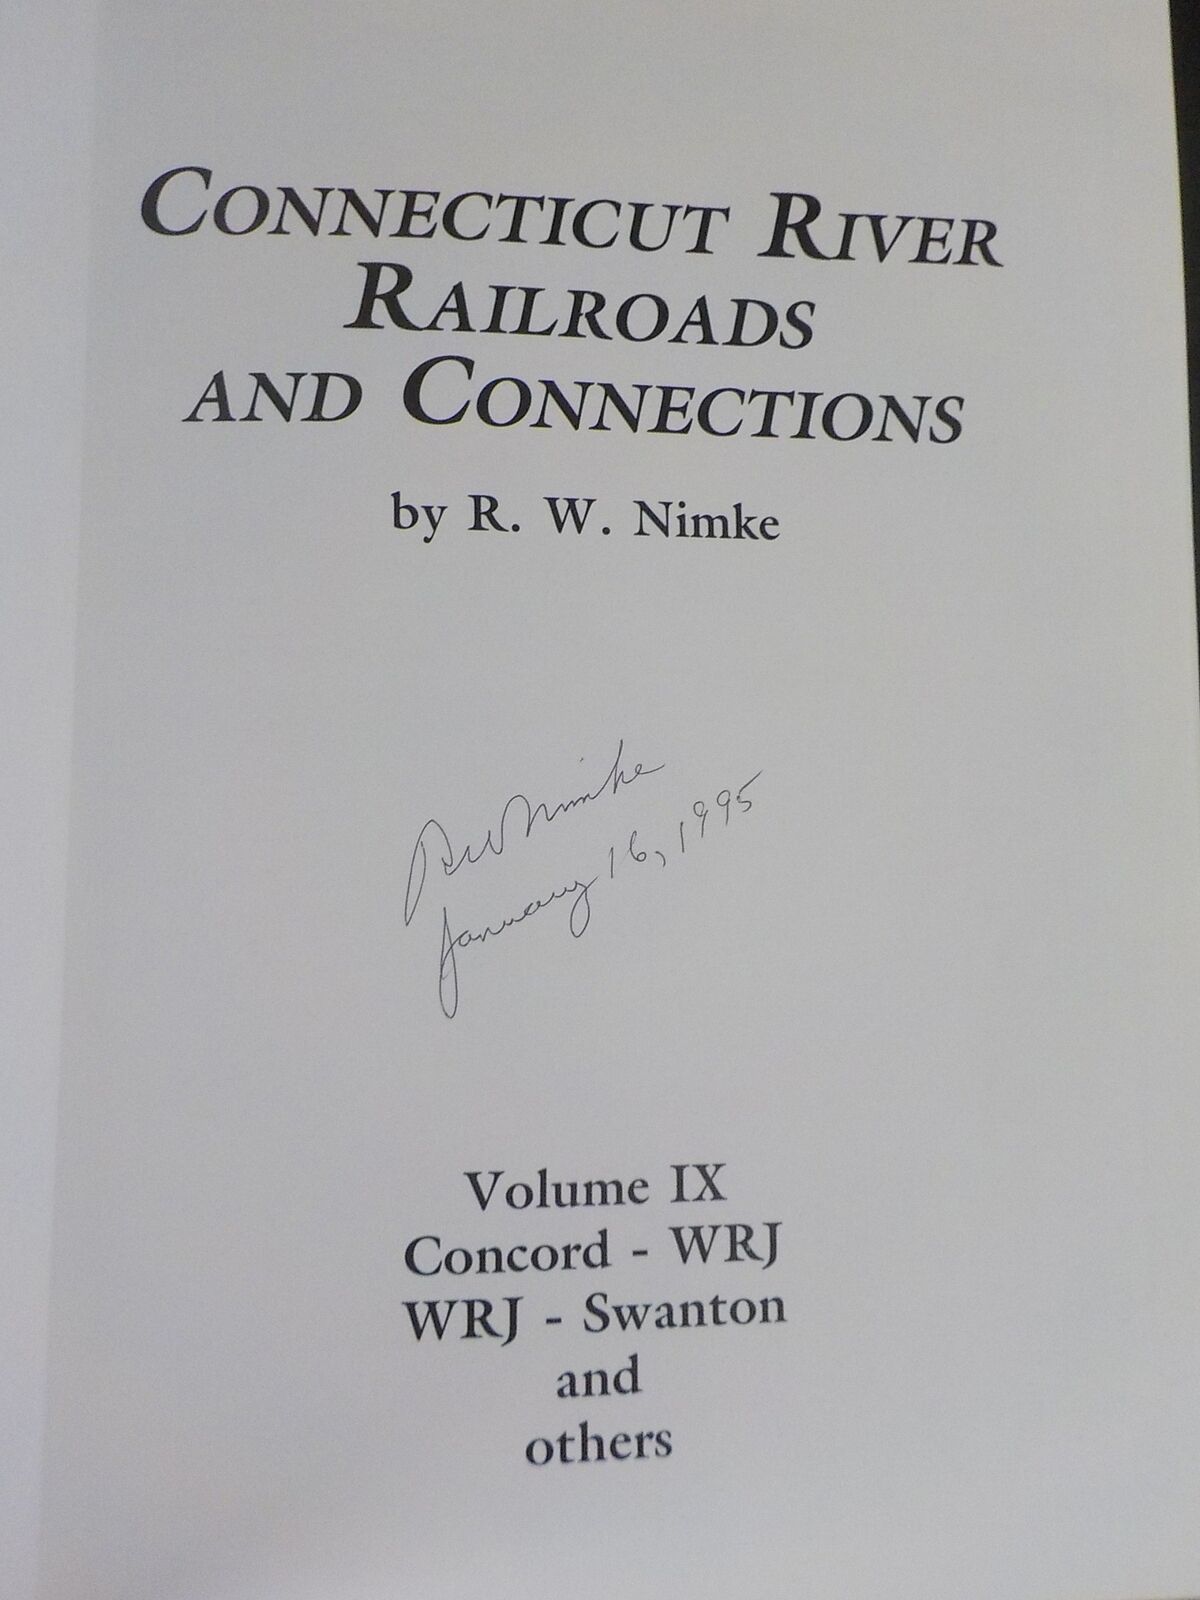 CONNECTICUT RIVER
RAILROADS
AND CONNECTIONS
by R. W. Nimke
RW Nimke
January 16, 1995
Volume IX
Concord - WRJ
WRJ - Swanton
and
others